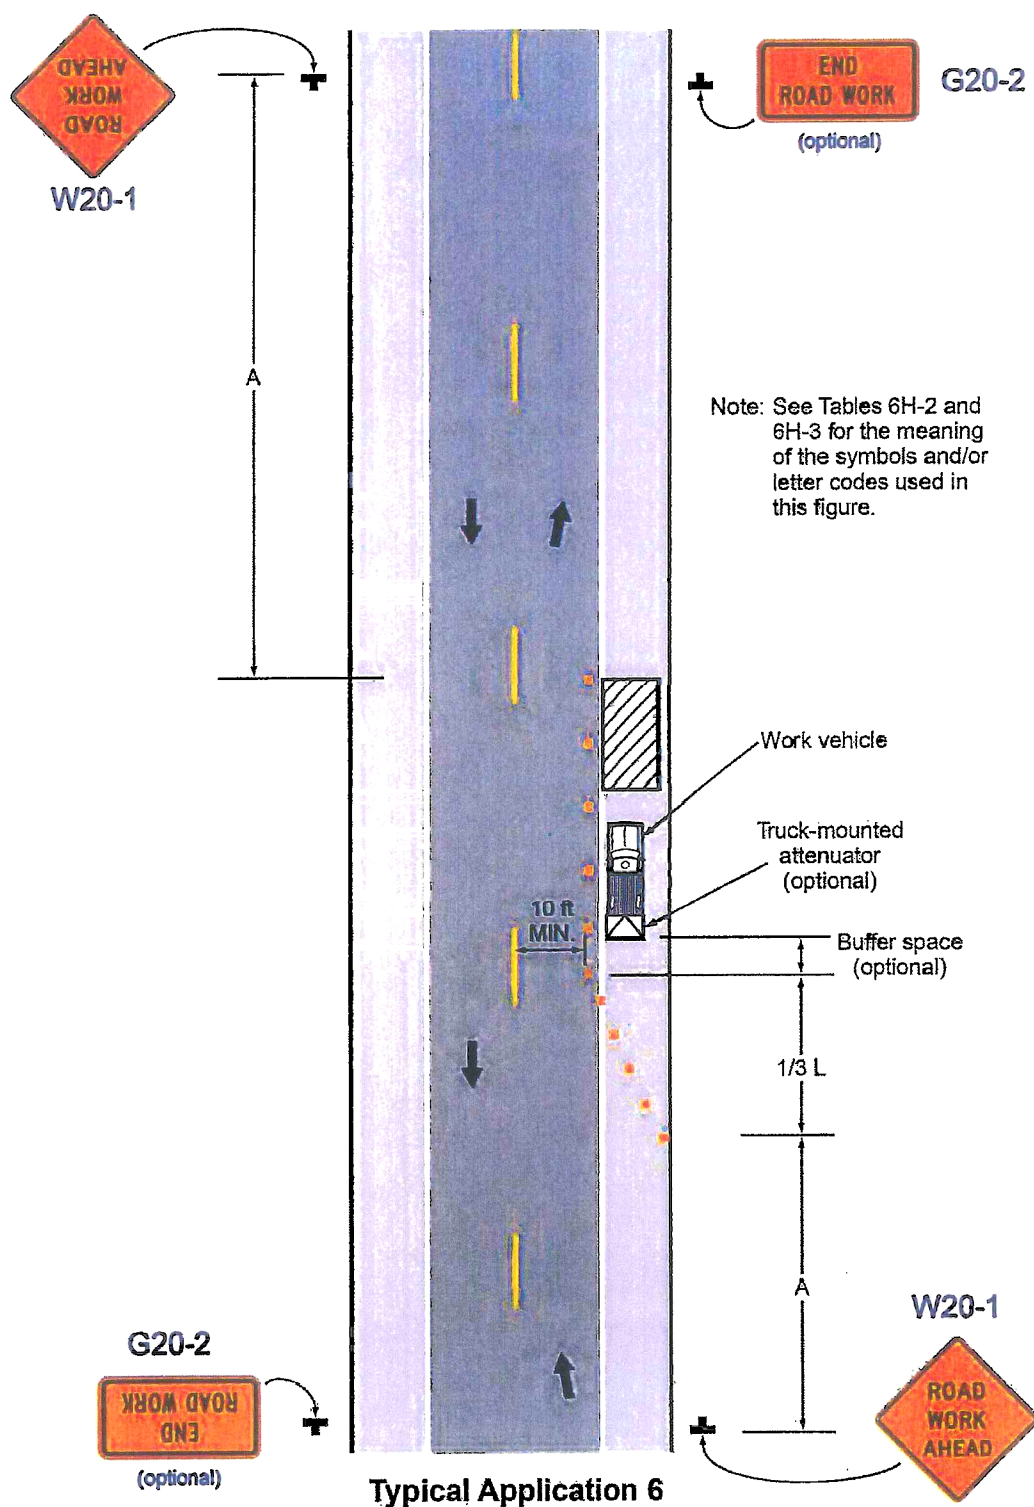 ROAD
WORK
AHEAD
W20-1
END
ROAD WORK
(optional)
G20-2
A
Note: See Tables 6H-2 and
6H-3 for the meaning
of the symbols and/or
letter codes used in
this figure.
Work vehicle
Truck-mounted
attenuator
(optional)
10 ft
MIN.
Buffer space
(optional)
1/3 L
A
W20-1
ROAD
WORK
AHEAD
G20-2
END
ROAD WORK
(optional)
Typical Application 6